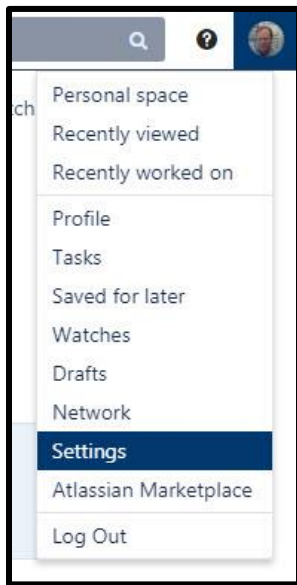 ?
ch
Personal space
Recently viewed
Recently worked on
Profile
Tasks
Saved for later
Watches
Drafts
Network
Settings
Atlassian Marketplace
Log Out